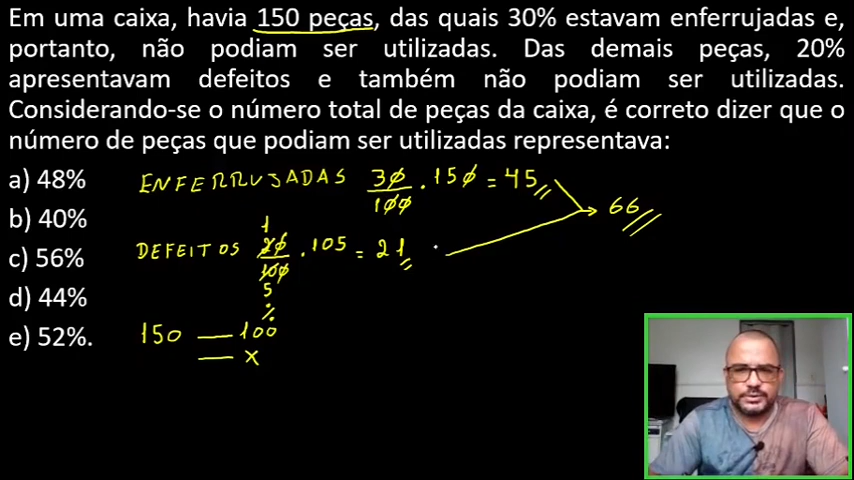 Em uma caixa, havia 150 peças, das quais 30% estavam enferrujadas e,
portanto, não podiam ser utilizadas. Das demais peças, 20%
apresentavam defeitos e também não podiam ser utilizadas.
Considerando-se o número total de peças da caixa, é correto dizer que o
número de peças que podiam ser utilizadas representava:
a) 48%
ENFERRUJADAS 30/100 . 150 = 45
66
b) 40%
1
DEFEITOS 20/100 . 105 = 21
5
c) 56%
d) 44%
%
e) 52%.
150 — 100
— x